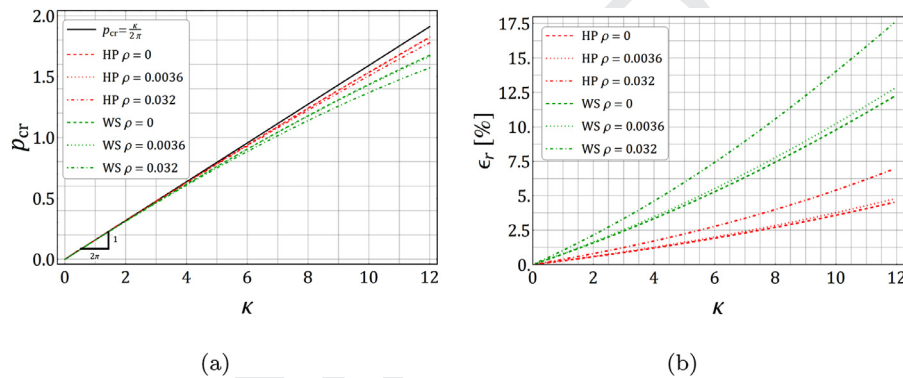 2.0
1.5
1.0
0.5
0.0
p_cr
p_cr = κ/2π
HP ρ = 0
HP ρ = 0.0036
HP ρ = 0.032
WS ρ = 0
WS ρ = 0.0036
WS ρ = 0.032
1
2π
0 2 4 6 8 10 12
κ
(a)
17.5
15.0
12.5
10.0
7.5
5.0
2.5
0.
ϵ_r [%]
HP ρ = 0
HP ρ = 0.0036
HP ρ = 0.032
WS ρ = 0
WS ρ = 0.0036
WS ρ = 0.032
0 2 4 6 8 10 12
κ
(b)